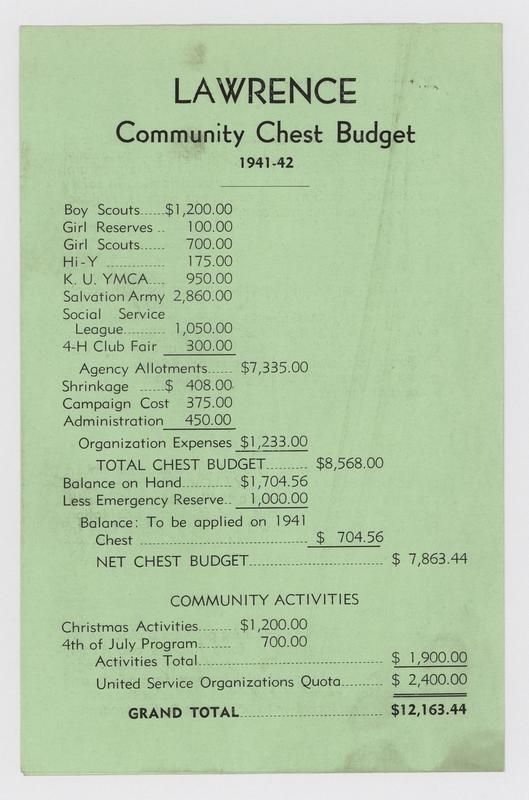 LAWRENCE
Community Chest Budget
1941-42
Boy Scouts......$1,200.00
Girl Reserves .. 100.00
Girl Scouts...... 700.00
Hi-Y ............... 175.00
K. U. YMCA.... 950.00
Salvation Army 2,860.00
Social Service
League.......... 1,050.00
4-H Club Fair 300.00
Agency Allotments...... $7,335.00
Shrinkage ......$ 408.00
Campaign Cost 375.00
Administration 450.00
Organization Expenses $1,233.00
TOTAL CHEST BUDGET.......... $8,568.00
Balance on Hand............ $1,704.56
Less Emergency Reserve.. 1,000.00
Balance: To be applied on 1941
Chest .................................. $ 704.56
NET CHEST BUDGET................................ $ 7,863.44
COMMUNITY ACTIVITIES
Christmas Activities........ $1,200.00
4th of July Program........ 700.00
Activities Total............................................ $ 1,900.00
United Service Organizations Quota.......... $ 2,400.00
GRAND TOTAL.................................. $12,163.44